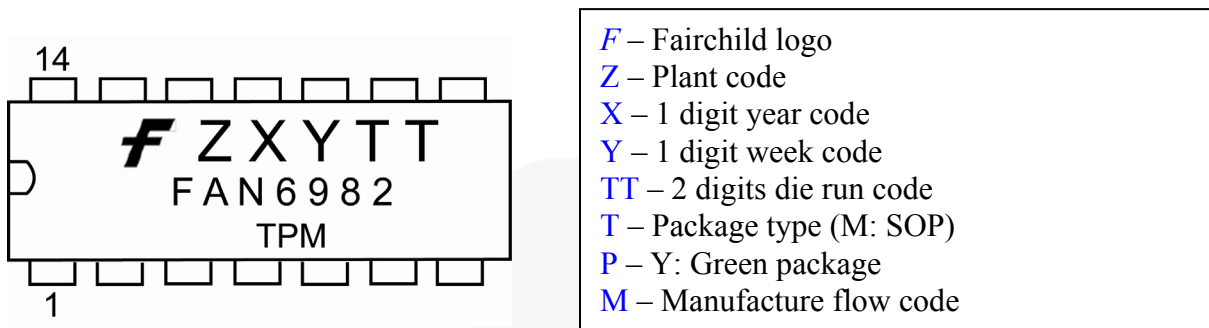 14
F Z X Y T T
FAN6982
TPM
1
F – Fairchild logo
Z – Plant code
X – 1 digit year code
Y – 1 digit week code
TT – 2 digits die run code
T – Package type (M: SOP)
P – Y: Green package
M – Manufacture flow code